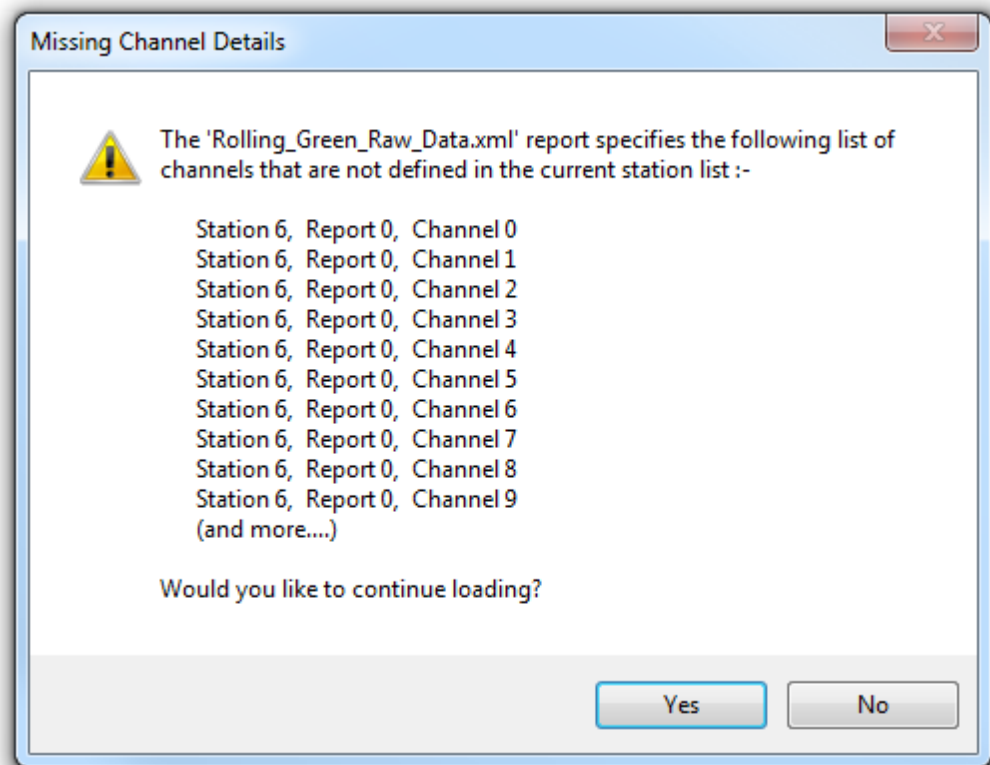 Missing Channel Details
The 'Rolling_Green_Raw_Data.xml' report specifies the following list of
channels that are not defined in the current station list :-
Station 6, Report 0, Channel 0
Station 6, Report 0, Channel 1
Station 6, Report 0, Channel 2
Station 6, Report 0, Channel 3
Station 6, Report 0, Channel 4
Station 6, Report 0, Channel 5
Station 6, Report 0, Channel 6
Station 6, Report 0, Channel 7
Station 6, Report 0, Channel 8
Station 6, Report 0, Channel 9
(and more....)
Would you like to continue loading?
Yes No